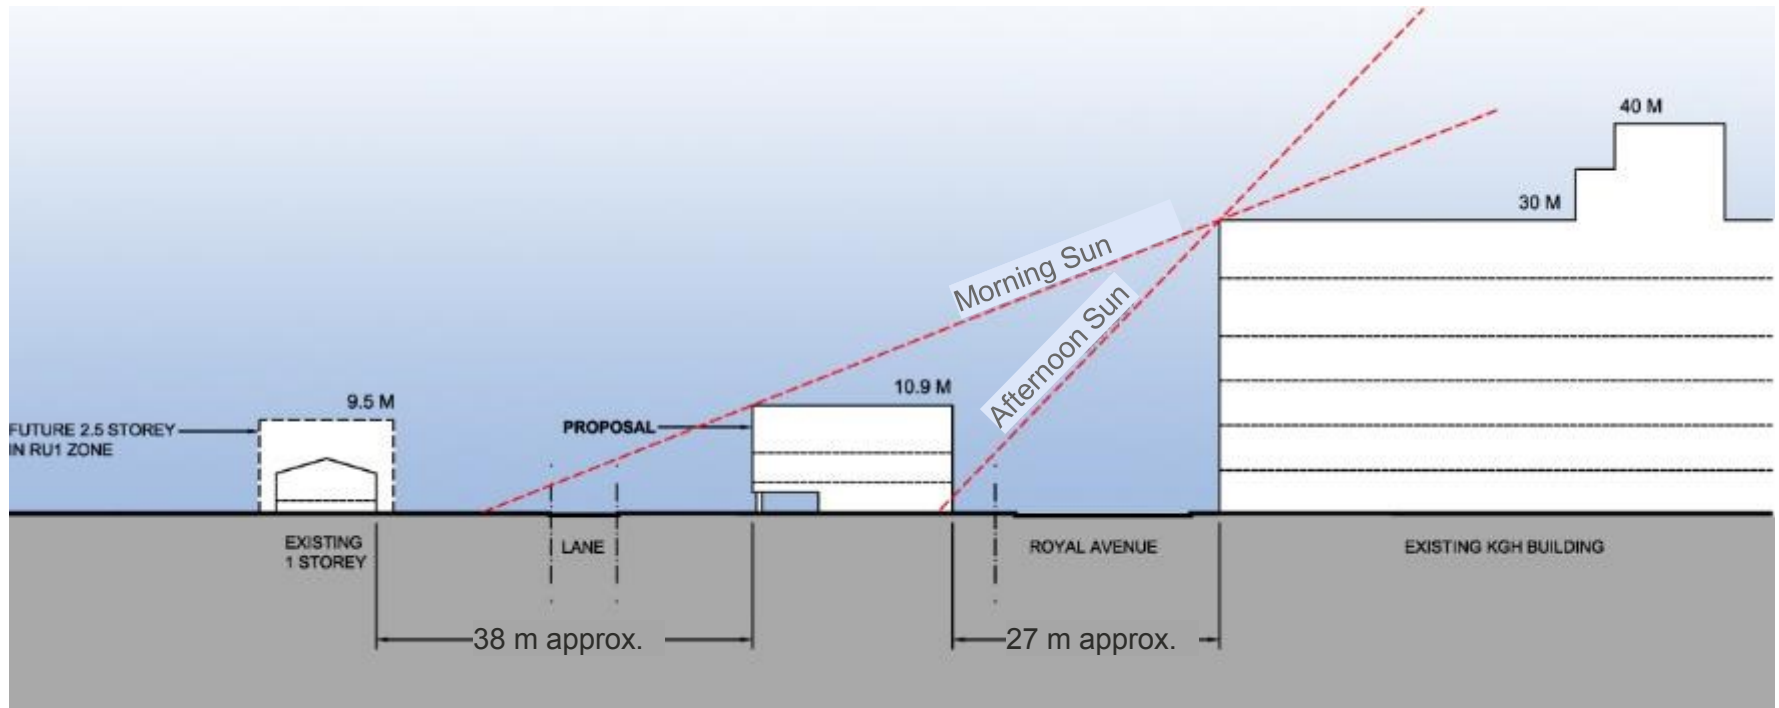 40 M
30 M
Morning Sun
Afternoon Sun
10.9 M
9.5 M
PROPOSAL
FUTURE 2.5 STOREY
IN RU1 ZONE
EXISTING
1 STOREY
LANE
ROYAL AVENUE
EXISTING KGH BUILDING
38 m approx.
27 m approx.